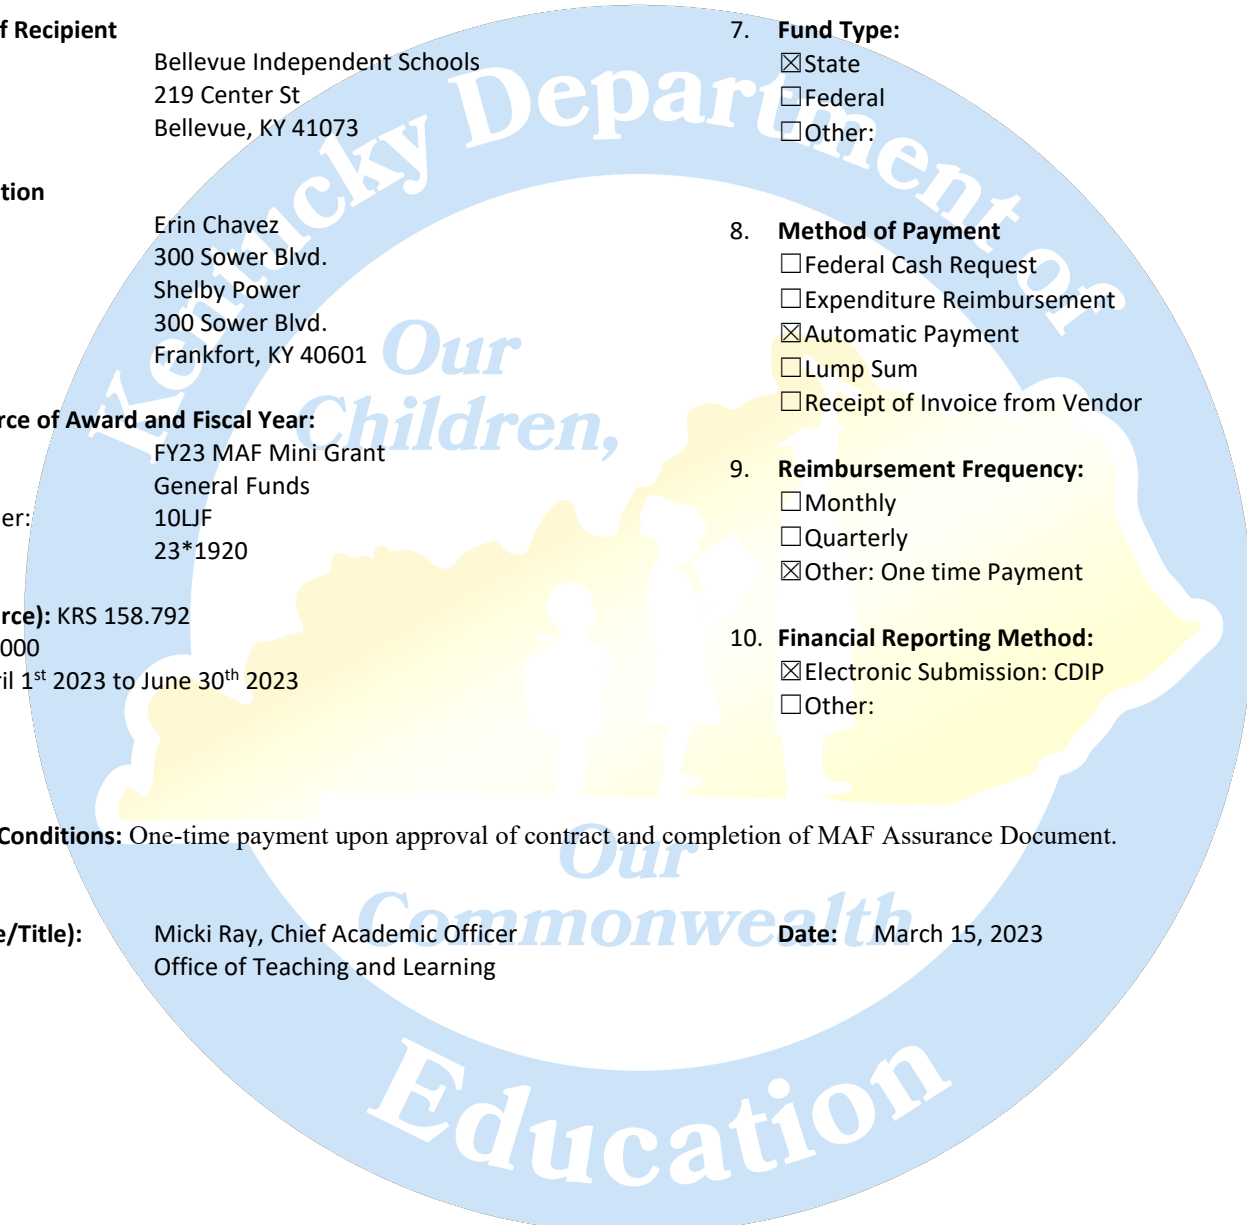 f Recipient
Bellevue Independent Schools
219 Center St
Bellevue, KY 41073
tion
Erin Chavez
300 Sower Blvd.
Shelby Power
300 Sower Blvd.
Frankfort, KY 40601
rce of Award and Fiscal Year:
FY23 MAF Mini Grant
General Funds
er: 10LJF
23*1920
rce): KRS 158.792
000
ril 1st 2023 to June 30th 2023
7. Fund Type:
☒State
☐Federal
☐Other:
8. Method of Payment
☐Federal Cash Request
☐Expenditure Reimbursement
☒Automatic Payment
☐Lump Sum
☐Receipt of Invoice from Vendor
9. Reimbursement Frequency:
☐Monthly
☐Quarterly
☒Other: One time Payment
10. Financial Reporting Method:
☒Electronic Submission: CDIP
☐Other:
Conditions: One-time payment upon approval of contract and completion of MAF Assurance Document.
e/Title): Micki Ray, Chief Academic Officer Date: March 15, 2023
Office of Teaching and Learning
Kentucky Department of
Our
Children,
Our
Commonwealth
Education